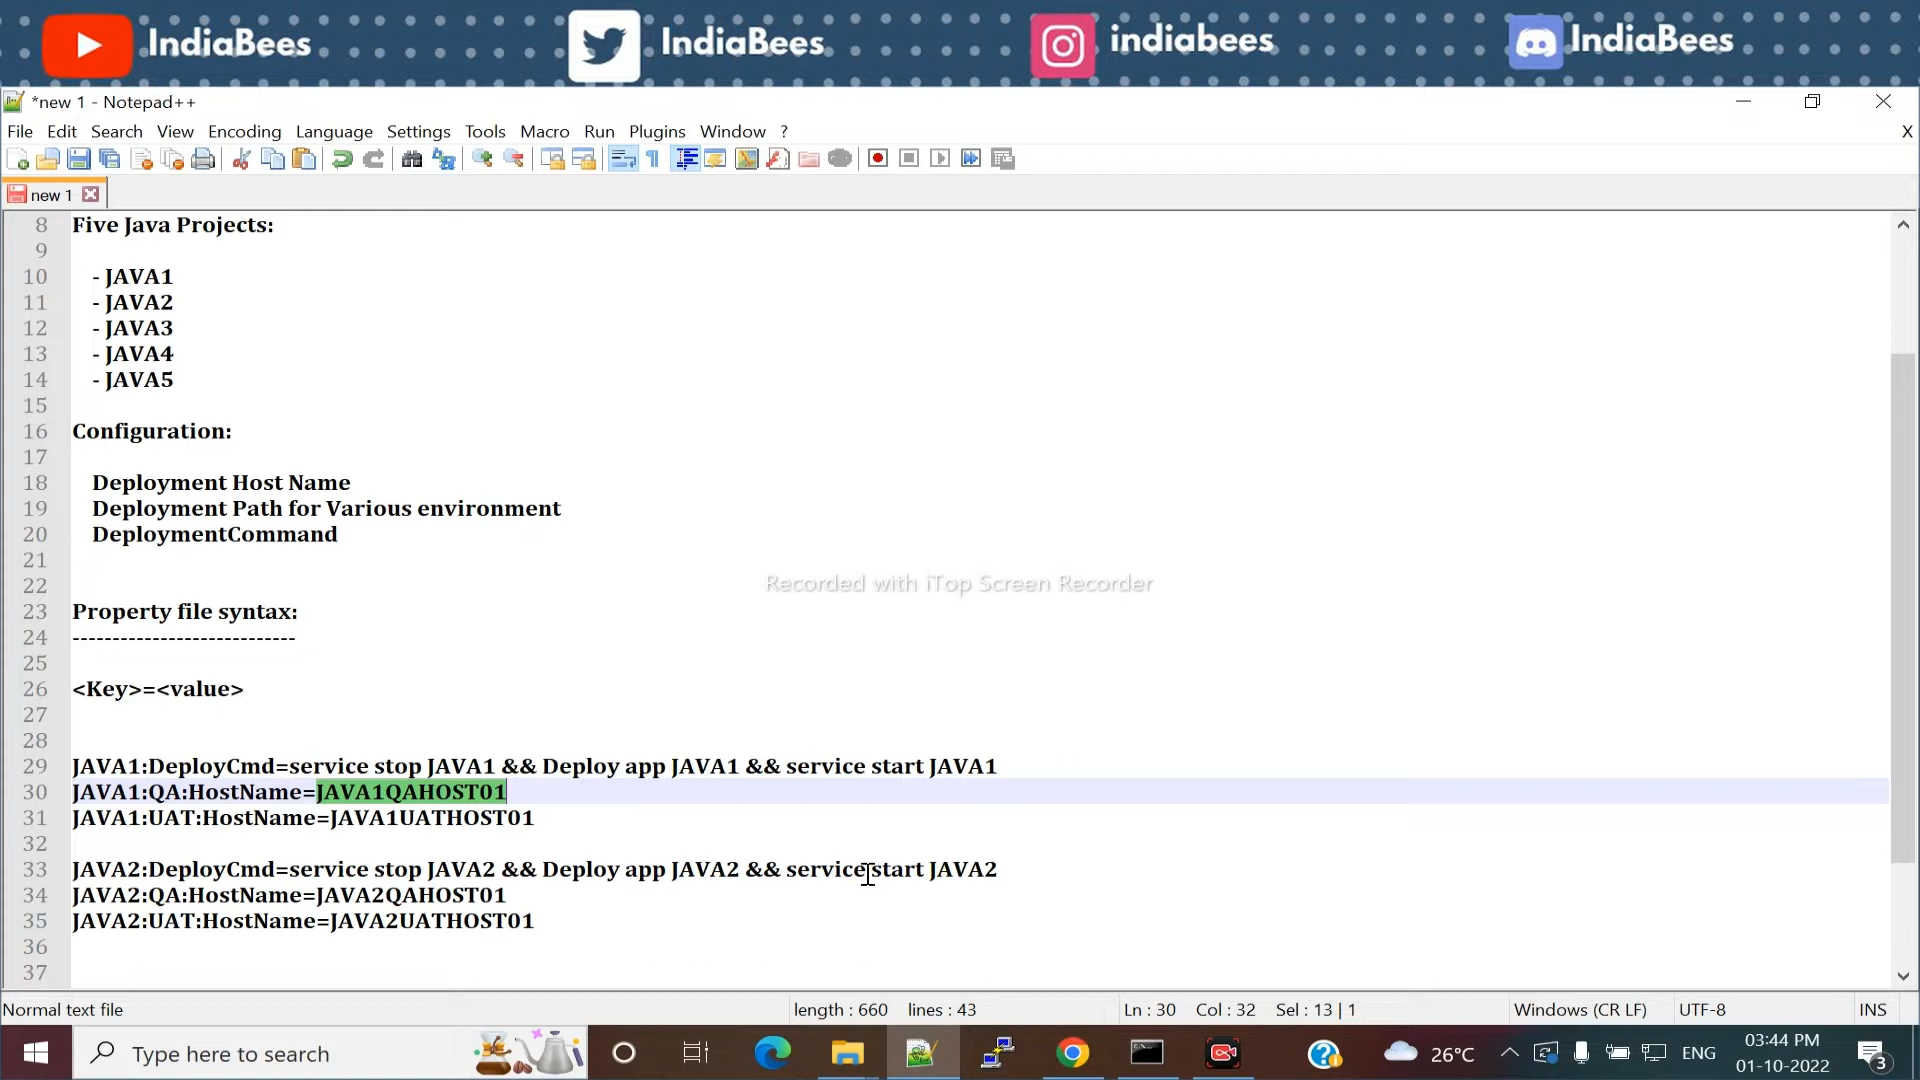 IndiaBees IndiaBees indiabees IndiaBees
*new 1 - Notepad++
File Edit Search View Encoding Language Settings Tools Macro Run Plugins Window ? X
new 1
8 Five Java Projects:
9
10 - JAVA1
11 - JAVA2
12 - JAVA3
13 - JAVA4
14 - JAVA5
15
16 Configuration:
17
18 Deployment Host Name
19 Deployment Path for Various environment
20 DeploymentCommand
21
22
Recorded with iTop Screen Recorder
23 Property file syntax:
24 ----------------------------
25
26 <Key>=<value>
27
28
29 JAVA1:DeployCmd=service stop JAVA1 && Deploy app JAVA1 && service start JAVA1
30 JAVA1:QA:HostName=JAVA1QAHOST01
31 JAVA1:UAT:HostName=JAVA1UATHOST01
32
33 JAVA2:DeployCmd=service stop JAVA2 && Deploy app JAVA2 && service start JAVA2
34 JAVA2:QA:HostName=JAVA2QAHOST01
35 JAVA2:UAT:HostName=JAVA2UATHOST01
36
37
Normal text file length : 660 lines : 43 Ln : 30 Col : 32 Sel : 13 | 1 Windows (CR LF) UTF-8 INS
Type here to search 26°C ENG 03:44 PM 3
01-10-2022